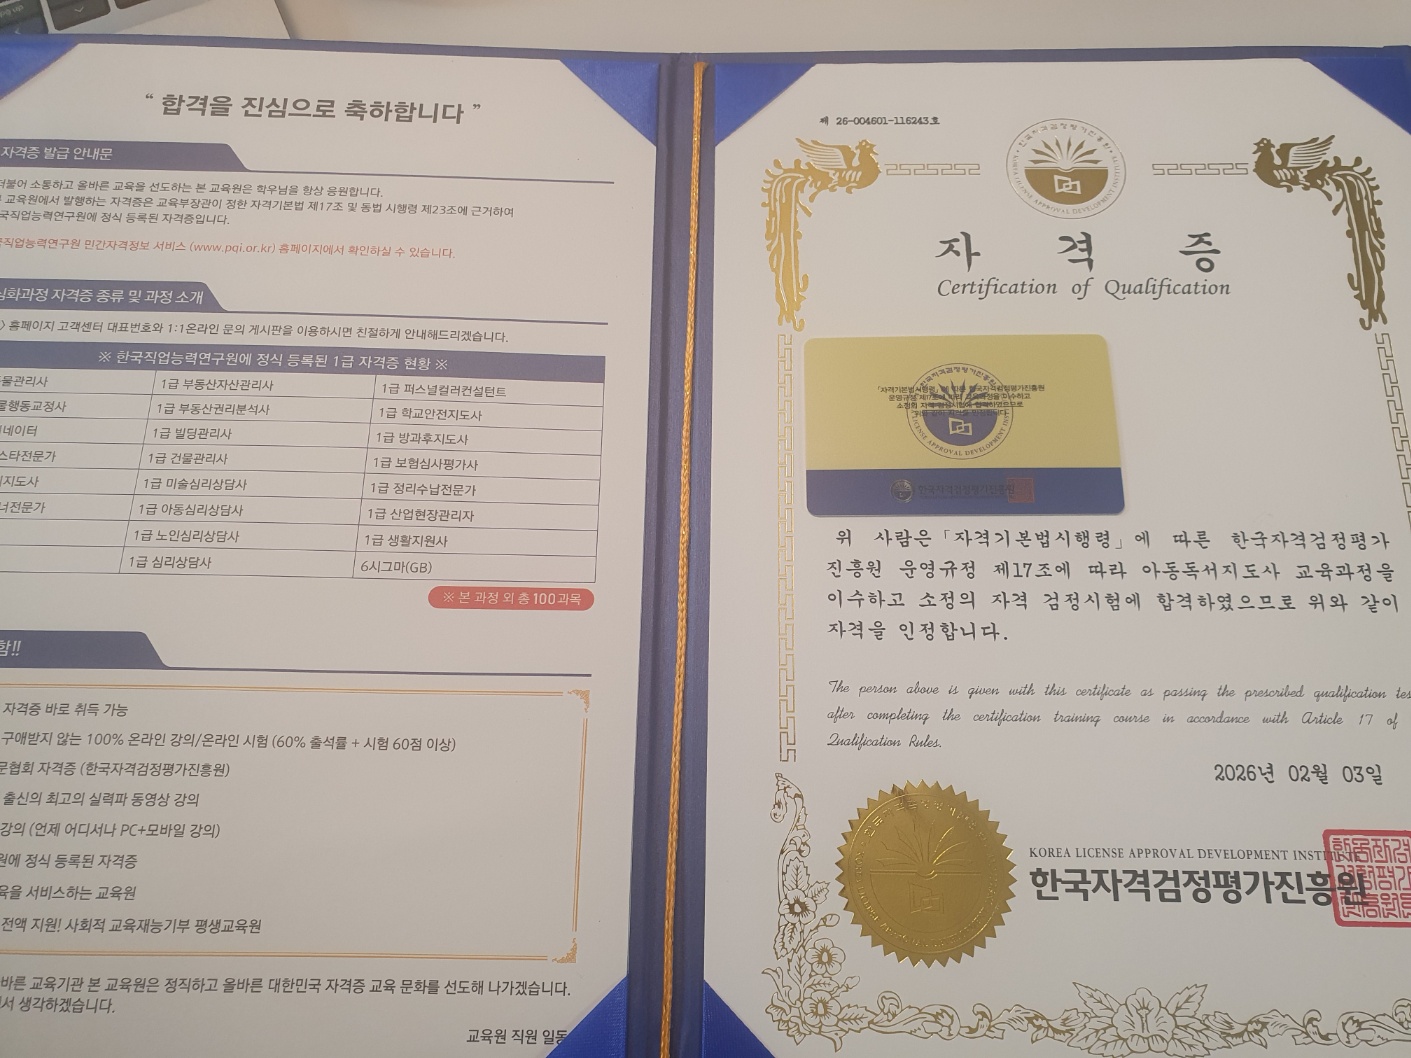 “ 합격을 진심으로 축하합니다 ”
자격증 발급 안내문
소통하고 올바른 교육을 선도하는 본 교육원은 학우님을 항상 응원합니다.
교육원에서 발행하는 자격증은 교육부장관이 정한 자격기본법 제17조 및 동법 시행령 제23조에 근거하여
국직업능력연구원에 정식 등록된 자격증입니다.
국직업능력연구원 민간자격정보 서비스 (www.pqi.or.kr) 홈페이지에서 확인하실 수 있습니다.
심화과정 자격증 종류 및 과정 소개
〉 홈페이지 고객센터 대표번호와 1:1온라인 문의 게시판을 이용하시면 친절하게 안내해드리겠습니다.
※ 한국직업능력연구원에 정식 등록된 1급 자격증 현황 ※
물관리사 1급 부동산자산관리사 1급 퍼스널컬러컨설턴트
물행동교정사 1급 부동산권리분석사 1급 학교안전지도사
네이터 1급 빌딩관리사 1급 방과후지도사
스타전문가 1급 건물관리사 1급 보험심사평가사
지도사 1급 미술심리상담사 1급 정리수납전문가
너전문가 1급 아동심리상담사 1급 산업현장관리자
1급 노인심리상담사 1급 생활지원사
1급 심리상담사 6시그마(GB)
※ 본 과정 외 총 100과목
함!!
자격증 바로 취득 가능
구애받지 않는 100% 온라인 강의/온라인 시험 (60% 출석률 + 시험 60점 이상)
문협회 자격증 (한국자격검정평가진흥원)
출신의 최고의 실력파 동영상 강의
강의 (언제 어디서나 PC+모바일 강의)
원에 정식 등록된 자격증
육을 서비스하는 교육원
전액 지원! 사회적 교육재능기부 평생교육원
바른 교육기관 본 교육원은 정직하고 올바른 대한민국 자격증 교육 문화를 선도해 나가겠습니다.
서 생각하겠습니다.
교육원 직원 일동
제 26-004601-116243호
자 격 증
Certification of Qualification
한국자격검정평가진흥원
위 사람은「자격기본법시행령」에 따른 한국자격검정평가
진흥원 운영규정 제17조에 따라 아동독서지도사 교육과정을
이수하고 소정의 자격 검정시험에 합격하였으므로 위와 같이
자격을 인정합니다.
The person above is given with this certificate as passing the prescribed qualification tes
after completing the certification training course in accordance with Article 17 of
Qualification Rules.
2026년 02월 03일
KOREA LICENSE APPROVAL DEVELOPMENT INSTITUTE
한국자격검정평가진흥원